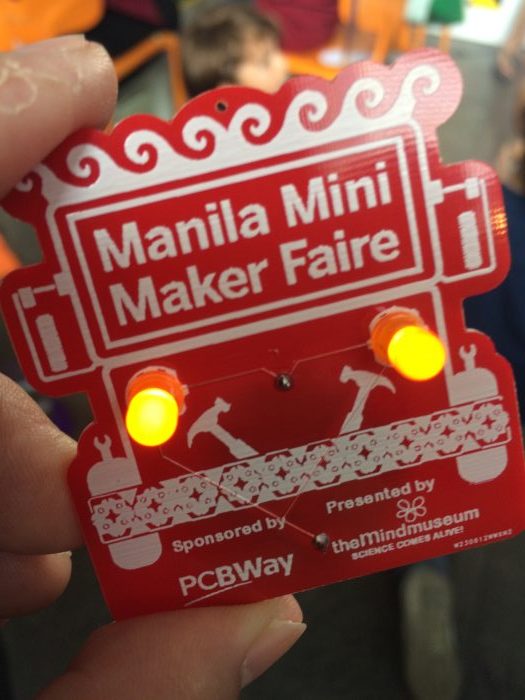 Manila Mini
Maker Faire
Sponsored by
PCBWay
Presented by
theMindmuseum
SCIENCE COMES ALIVE!